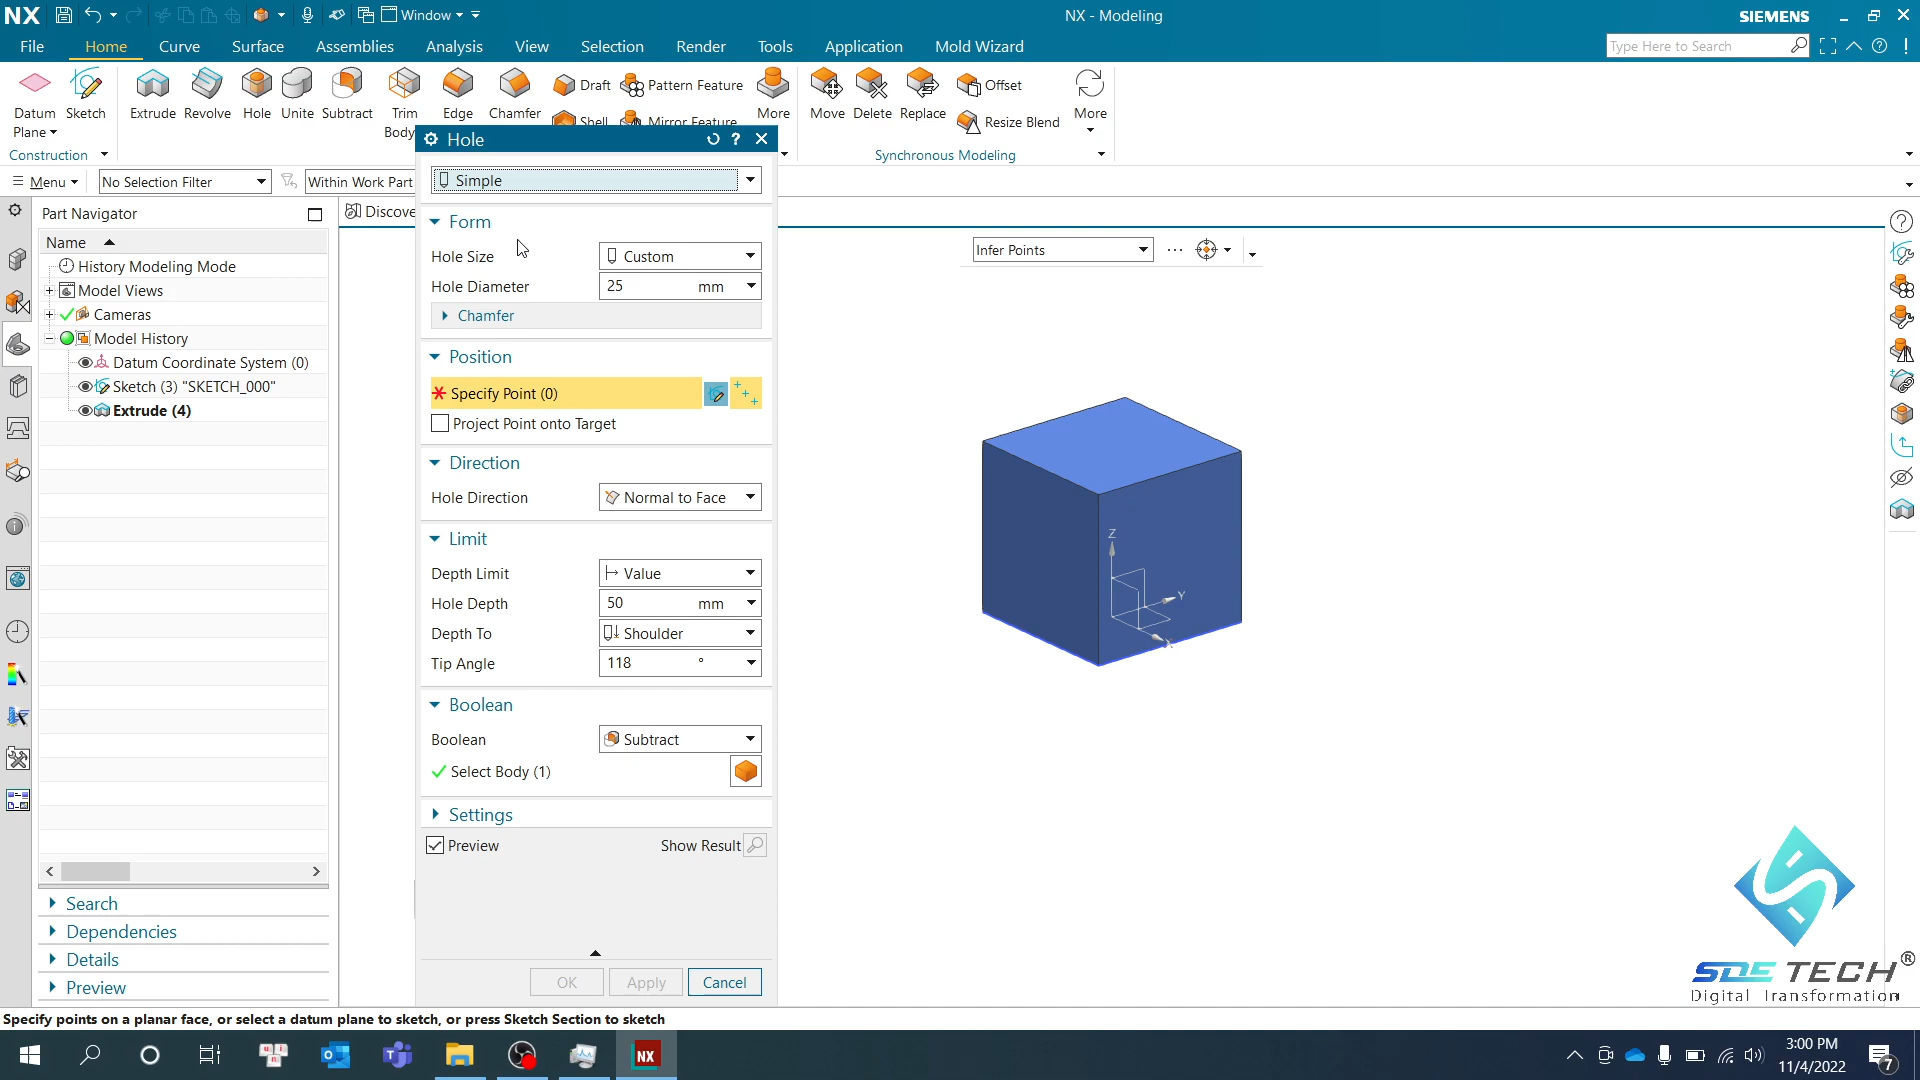 NX
Window
NX - Modeling
SIEMENS
File Home Curve Surface Assemblies Analysis View Selection Render Tools Application Mold Wizard
Type Here to Search
Datum Plane
Sketch
Extrude
Revolve
Hole
Unite
Subtract
Trim Body
Edge
Chamfer
Draft
Shell
Pattern Feature
Mirror Feature
More
Move
Delete
Replace
Offset
Resize Blend
More
Construction
Synchronous Modeling
Menu
No Selection Filter
Within Work Part
Part Navigator
Discove
Name
History Modeling Mode
Model Views
Cameras
Model History
Datum Coordinate System (0)
Sketch (3) "SKETCH_000"
Extrude (4)
Search
Dependencies
Details
Preview
Hole
Simple
Form
Hole Size Custom
Hole Diameter 25 mm
Chamfer
Position
* Specify Point (0)
Project Point onto Target
Direction
Hole Direction Normal to Face
Limit
Depth Limit Value
Hole Depth 50 mm
Depth To Shoulder
Tip Angle 118 °
Boolean
Boolean Subtract
Select Body (1)
Settings
Preview Show Result
OK Apply Cancel
Infer Points
Z
Y
X
SDE TECH®
Digital Transformation
Specify points on a planar face, or select a datum plane to sketch, or press Sketch Section to sketch
NX
3:00 PM
11/4/2022
7